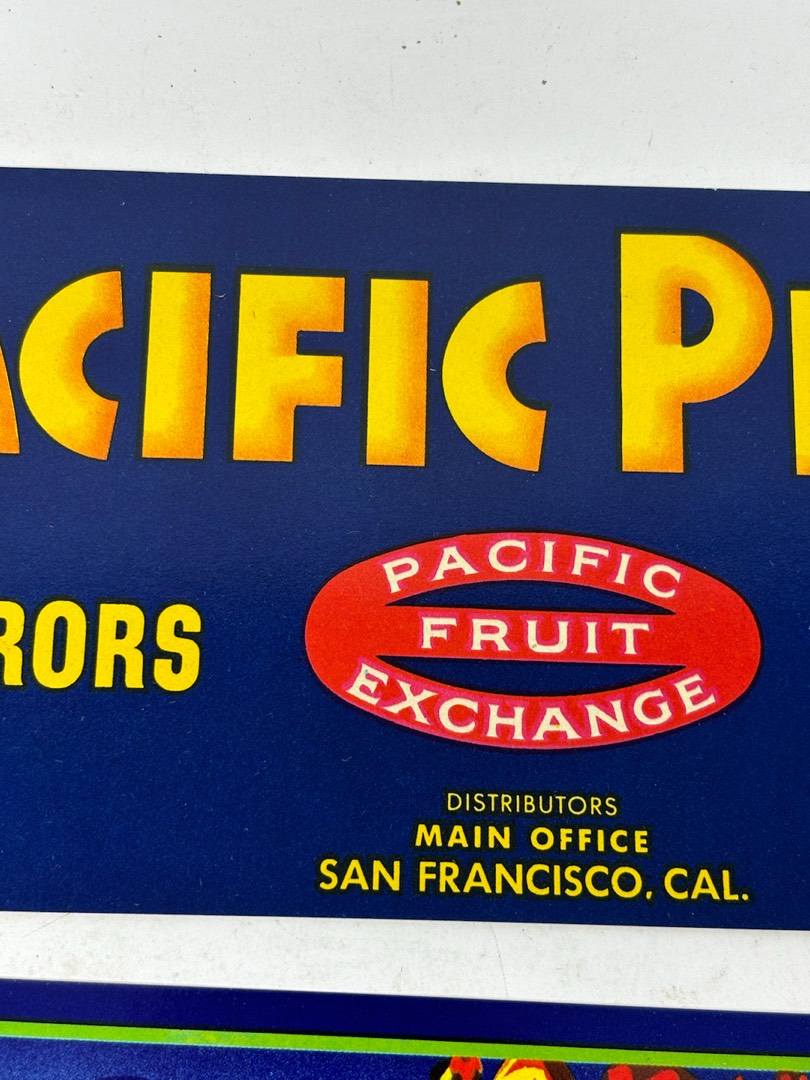 ACIFIC P
RORS
PACIFIC
FRUIT
EXCHANGE
DISTRIBUTORS
MAIN OFFICE
SAN FRANCISCO, CAL.